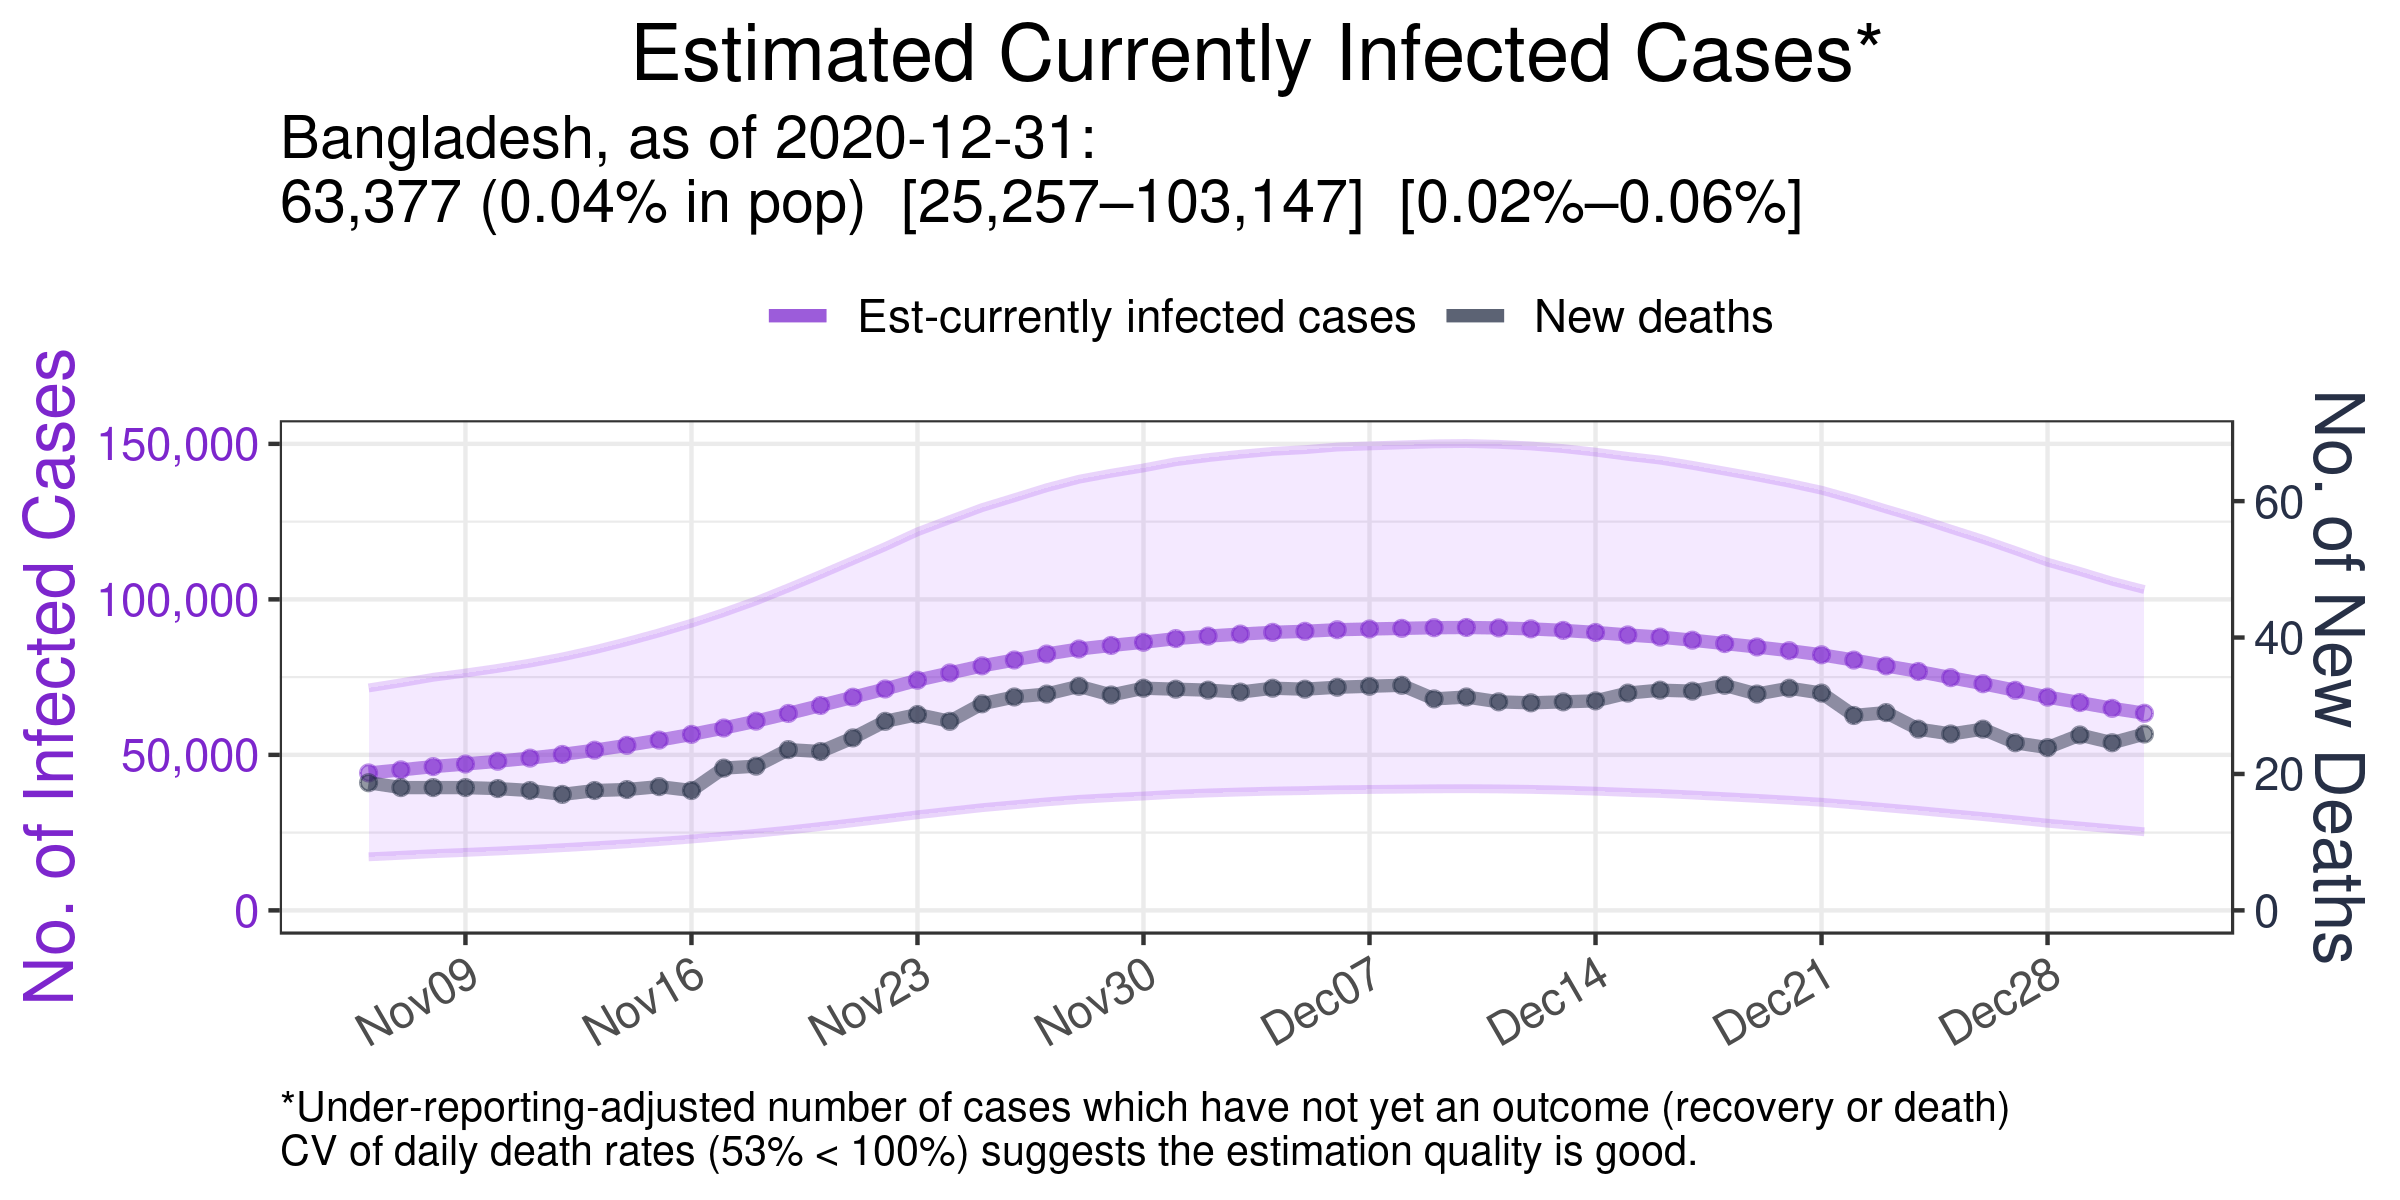 Estimated Currently Infected Cases*
Bangladesh, as of 2020-12-31:
63,377 (0.04% in pop)  [25,257–103,147]  [0.02%–0.06%]
Est-currently infected cases
New deaths
No. of Infected Cases
150,000
100,000
50,000
0
No. of New Deaths
60
40
20
0
Nov09
Nov16
Nov23
Nov30
Dec07
Dec14
Dec21
Dec28
*Under-reporting-adjusted number of cases which have not yet an outcome (recovery or death)
CV of daily death rates (53% < 100%) suggests the estimation quality is good.